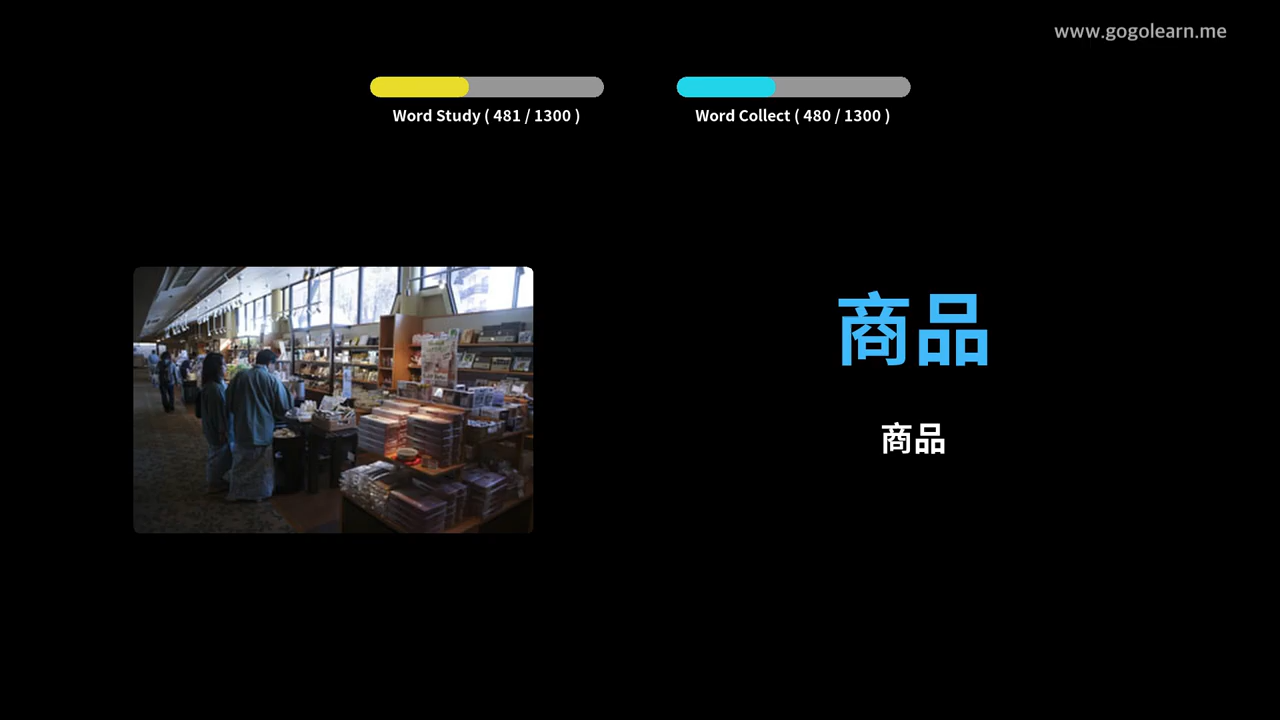 www.gogolearn.me
Word Study ( 481 / 1300 )
Word Collect ( 480 / 1300 )
商品
商品